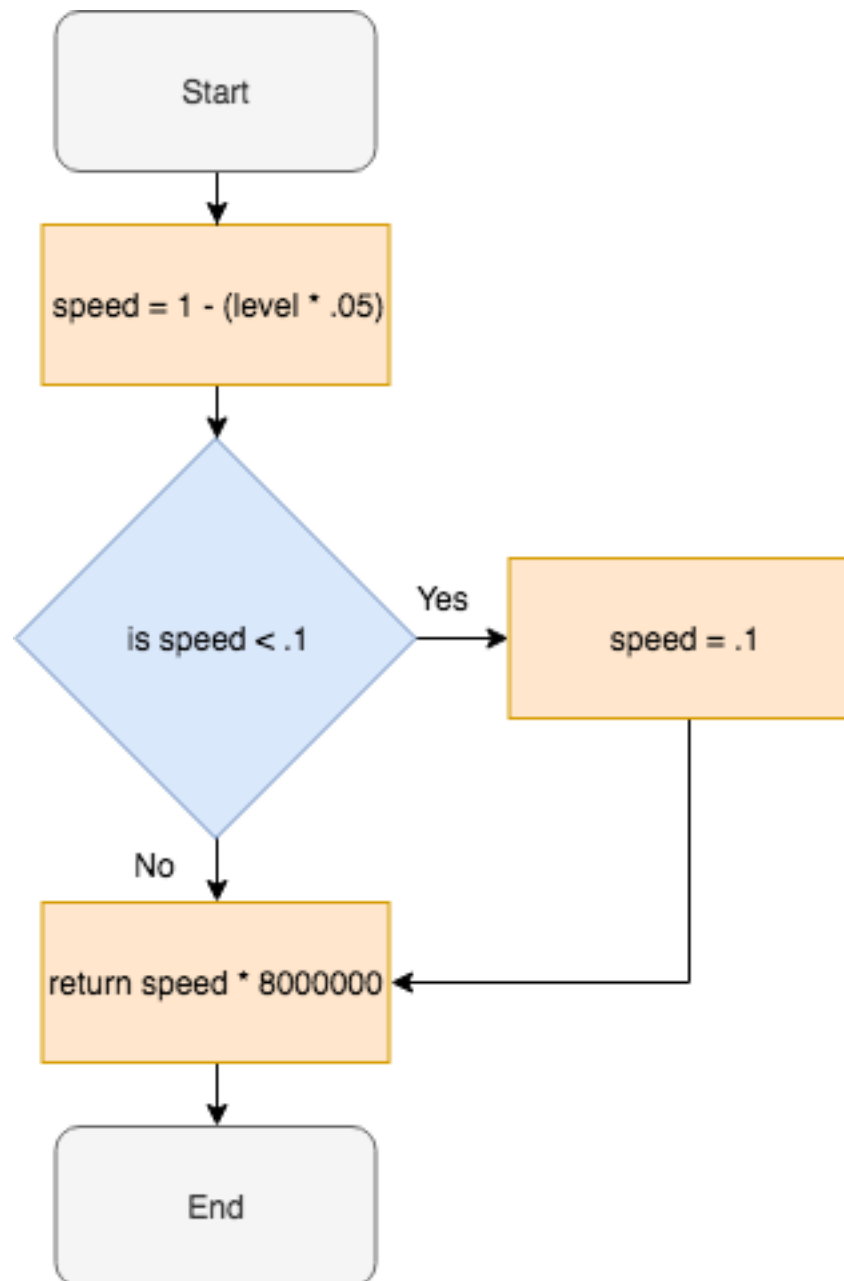 Start
speed = 1 - (level * .05)
is speed < .1
Yes
speed = .1
No
return speed * 8000000
End